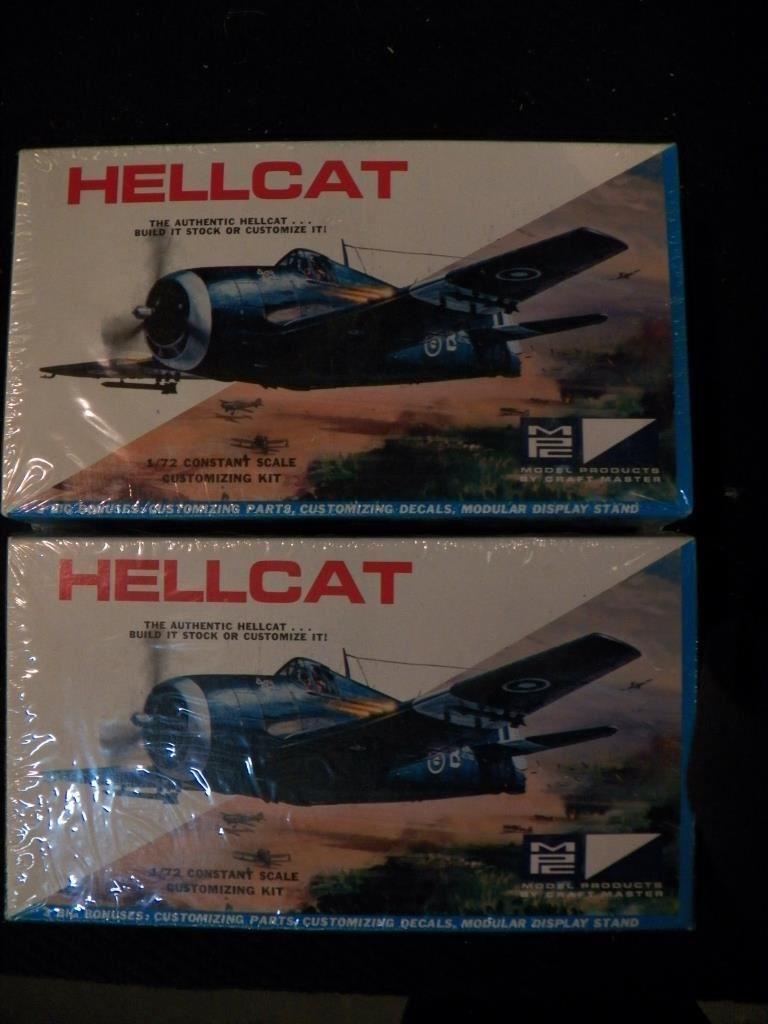 HELLCAT
THE AUTHENTIC HELLCAT...
BUILD IT STOCK OR CUSTOMIZE IT!
1/72 CONSTANT SCALE
CUSTOMIZING KIT
MPC
MODEL PRODUCTS
BY CRAFT MASTER
BIG BONUSES: CUSTOMIZING PARTS, CUSTOMIZING DECALS, MODULAR DISPLAY STAND
HELLCAT
THE AUTHENTIC HELLCAT...
BUILD IT STOCK OR CUSTOMIZE IT!
1/72 CONSTANT SCALE
CUSTOMIZING KIT
MPC
MODEL PRODUCTS
BY CRAFT MASTER
BIG BONUSES: CUSTOMIZING PARTS, CUSTOMIZING DECALS, MODULAR DISPLAY STAND